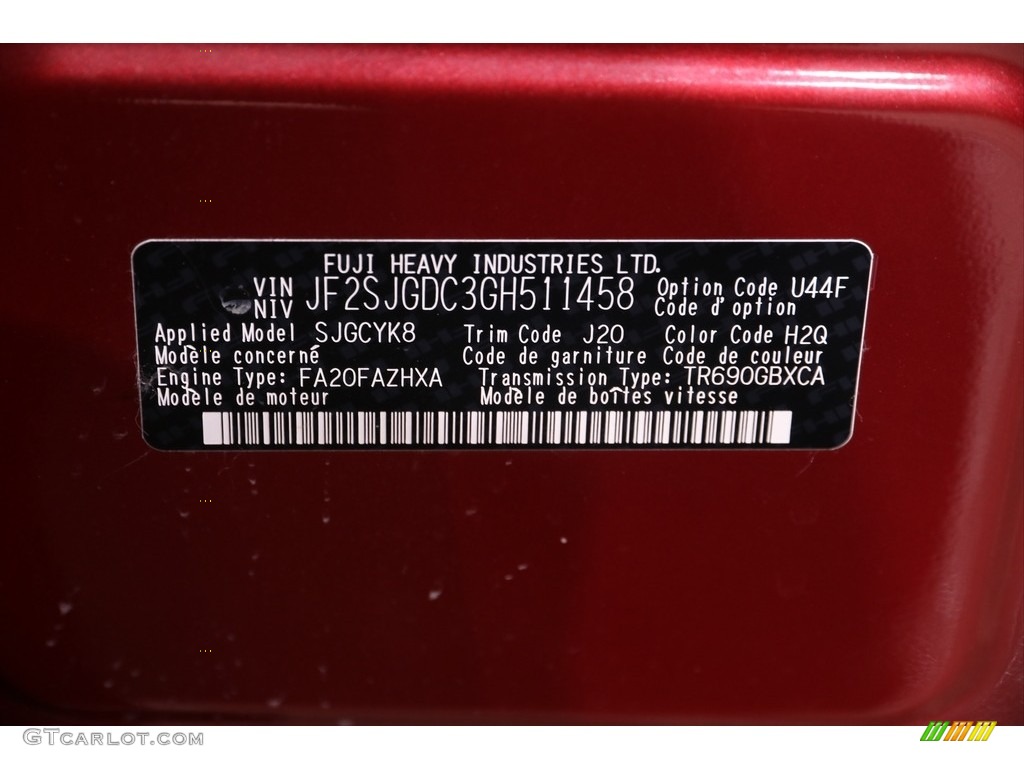 FUJI HEAVY INDUSTRIES LTD.
VIN JF2SJGDC3GH511458 Option Code U44F
NIV Code d'option
Applied Model SJGCYK8 Trim Code J20 Color Code H2Q
Modèle concerné Code de garniture Code de couleur
Engine Type: FA20FAZHXA Transmission Type: TR690GBXCA
Modèle de moteur Modèle de boîtes vitesse
GTCARLOT.COM